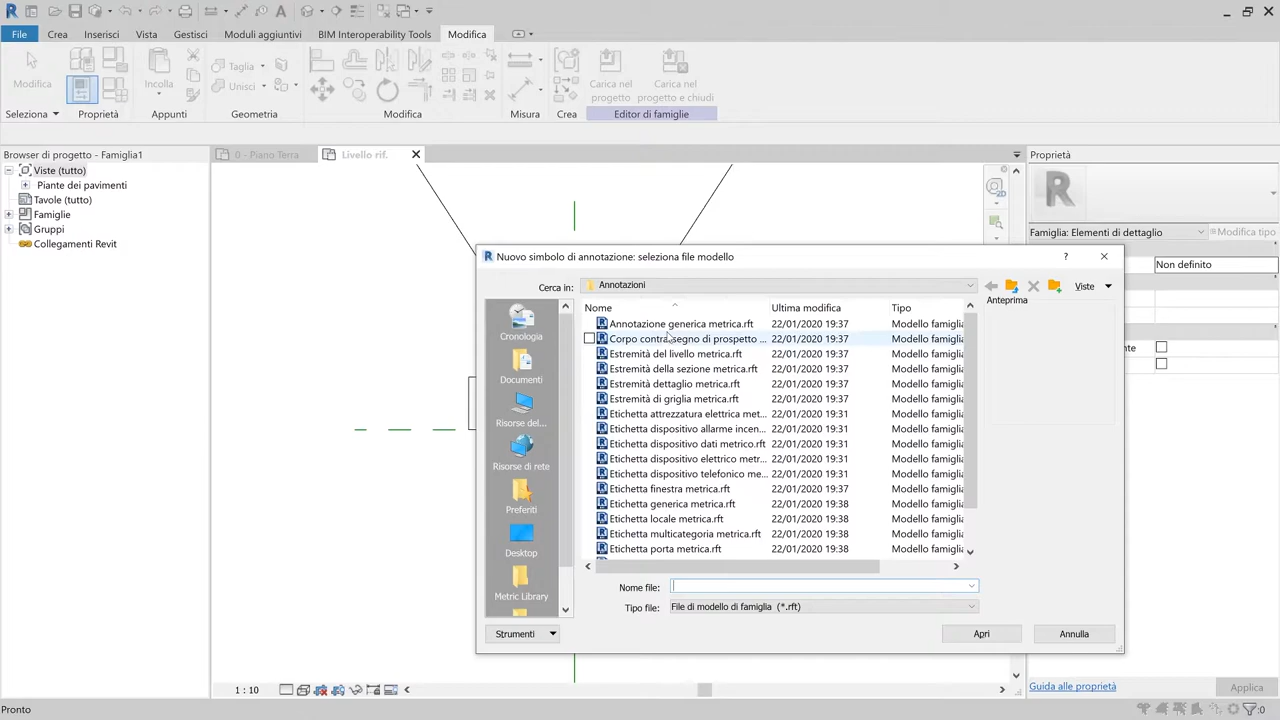 File Crea Inserisci Vista Gestisci Moduli aggiuntivi BIM Interoperability Tools Modifica
Modifica
Incolla
Taglia
Unisci
Carica nel
progetto
Carica nel
progetto e chiudi
Seleziona Proprietà Appunti Geometria Modifica Misura Crea Editor di famiglie
Browser di progetto - Famiglia1
Viste (tutto)
Piante dei pavimenti
Tavole (tutto)
Famiglie
Gruppi
Collegamenti Revit
0 - Piano Terra
Livello rif.
Proprietà
Famiglia: Elementi di dettaglio
Modifica tipo
Non definito
nte
Nuovo simbolo di annotazione: seleziona file modello
Cerca in: Annotazioni
Viste
Anteprima
Nome Ultima modifica Tipo
Annotazione generica metrica.rft 22/01/2020 19:37 Modello famiglia
Corpo contrassegno di prospetto ... 22/01/2020 19:37 Modello famiglia
Estremità del livello metrica.rft 22/01/2020 19:37 Modello famiglia
Estremità della sezione metrica.rft 22/01/2020 19:37 Modello famiglia
Estremità dettaglio metrica.rft 22/01/2020 19:37 Modello famiglia
Estremità di griglia metrica.rft 22/01/2020 19:37 Modello famiglia
Etichetta attrezzatura elettrica met... 22/01/2020 19:31 Modello famiglia
Etichetta dispositivo allarme incen... 22/01/2020 19:31 Modello famiglia
Etichetta dispositivo dati metrico.rft 22/01/2020 19:31 Modello famiglia
Etichetta dispositivo elettrico metr... 22/01/2020 19:31 Modello famiglia
Etichetta dispositivo telefonico me... 22/01/2020 19:31 Modello famiglia
Etichetta finestra metrica.rft 22/01/2020 19:37 Modello famiglia
Etichetta generica metrica.rft 22/01/2020 19:38 Modello famiglia
Etichetta locale metrica.rft 22/01/2020 19:38 Modello famiglia
Etichetta multicategoria metrica.rft 22/01/2020 19:38 Modello famiglia
Etichetta porta metrica.rft 22/01/2020 19:38 Modello famiglia
Cronologia
Documenti
Risorse del...
Risorse di rete
Preferiti
Desktop
Metric Library
Nome file:
Tipo file: File di modello di famiglia (*.rft)
Strumenti
Apri
Annulla
1 : 10
Guida alle proprietà
Applica
Pronto
:0